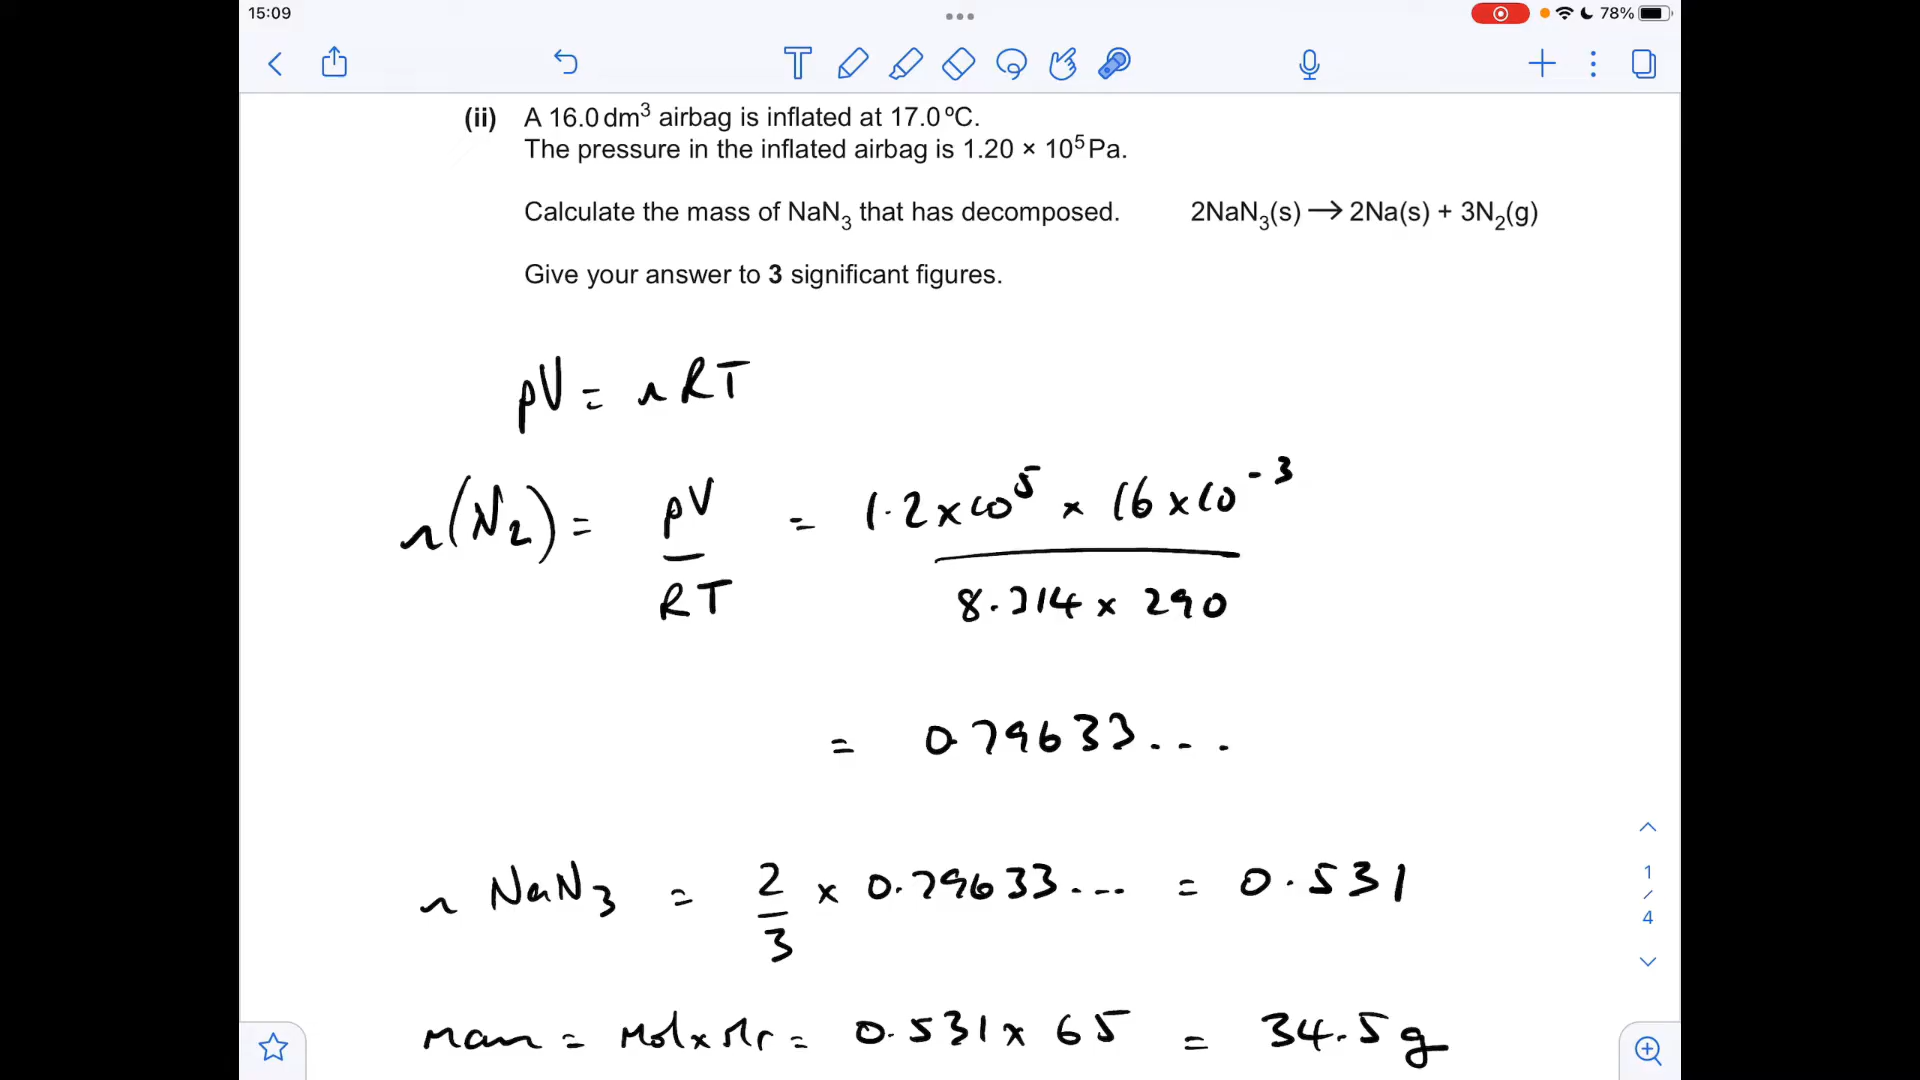 15:09
78%
(ii) A 16.0 dm³ airbag is inflated at 17.0 ºC.
The pressure in the inflated airbag is 1.20 × 10⁵ Pa.
Calculate the mass of NaN₃ that has decomposed. 2NaN₃(s) → 2Na(s) + 3N₂(g)
Give your answer to 3 significant figures.
pV = nRT
n(N₂) = pV / RT = 1.2 × 10⁵ × 16 × 10⁻³ / 8.314 × 290
= 0.79633...
n NaN₃ = 2/3 × 0.79633... = 0.531
mass = mol × Mr = 0.531 × 65 = 34.5 g
1 / 4